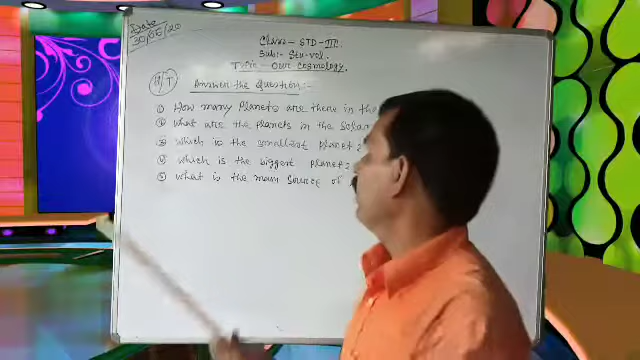 Date
30/06/20
Class - STD - III.
Sub:- Sty-vol.
Topic - Our Cosmology.
Q/1 Answer the Question:-
① How many Planets are there in the
② What are the planets in the Solar
③ which is the smallest planet?
④ which is the biggest planet?
⑤ what is the main source of